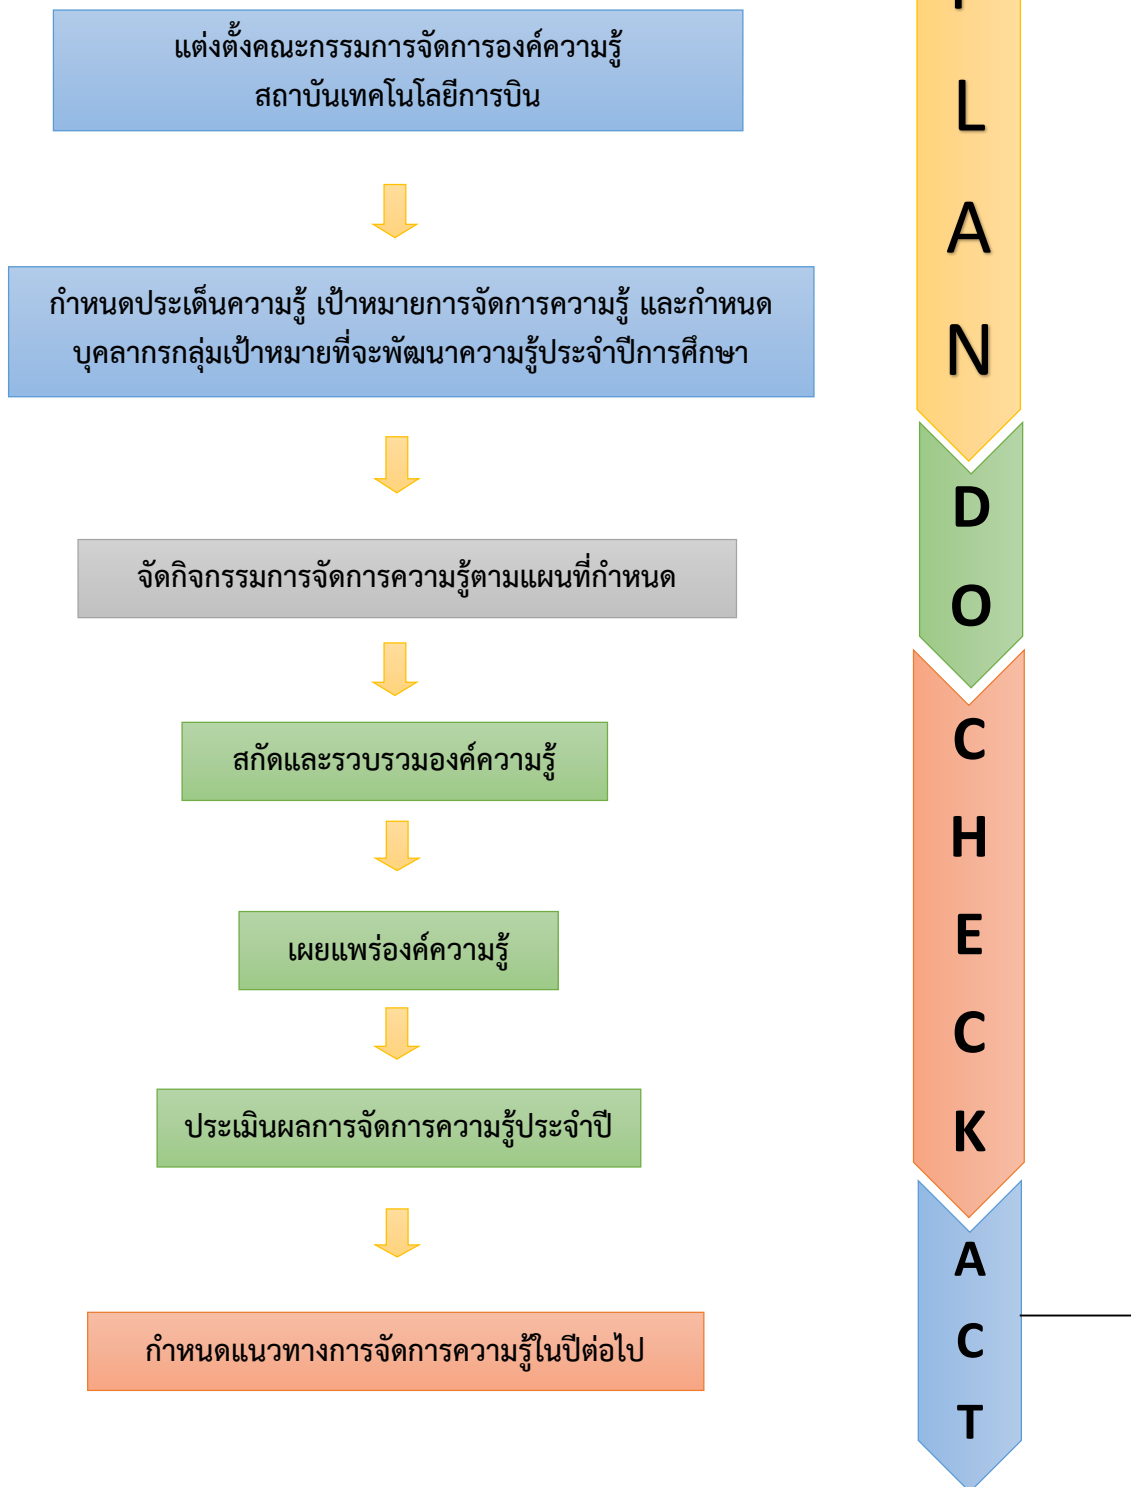 แต่งตั้งคณะกรรมการจัดการองค์ความรู้
สถาบันเทคโนโลยีการบิน
กำหนดประเด็นความรู้ เป้าหมายการจัดการความรู้ และกำหนด
บุคลากรกลุ่มเป้าหมายที่จะพัฒนาความรู้ประจำปีการศึกษา
จัดกิจกรรมการจัดการความรู้ตามแผนที่กำหนด
สกัดและรวบรวมองค์ความรู้
เผยแพร่องค์ความรู้
ประเมินผลการจัดการความรู้ประจำปี
กำหนดแนวทางการจัดการความรู้ในปีต่อไป
P
L
A
N
D
O
C
H
E
C
K
A
C
T